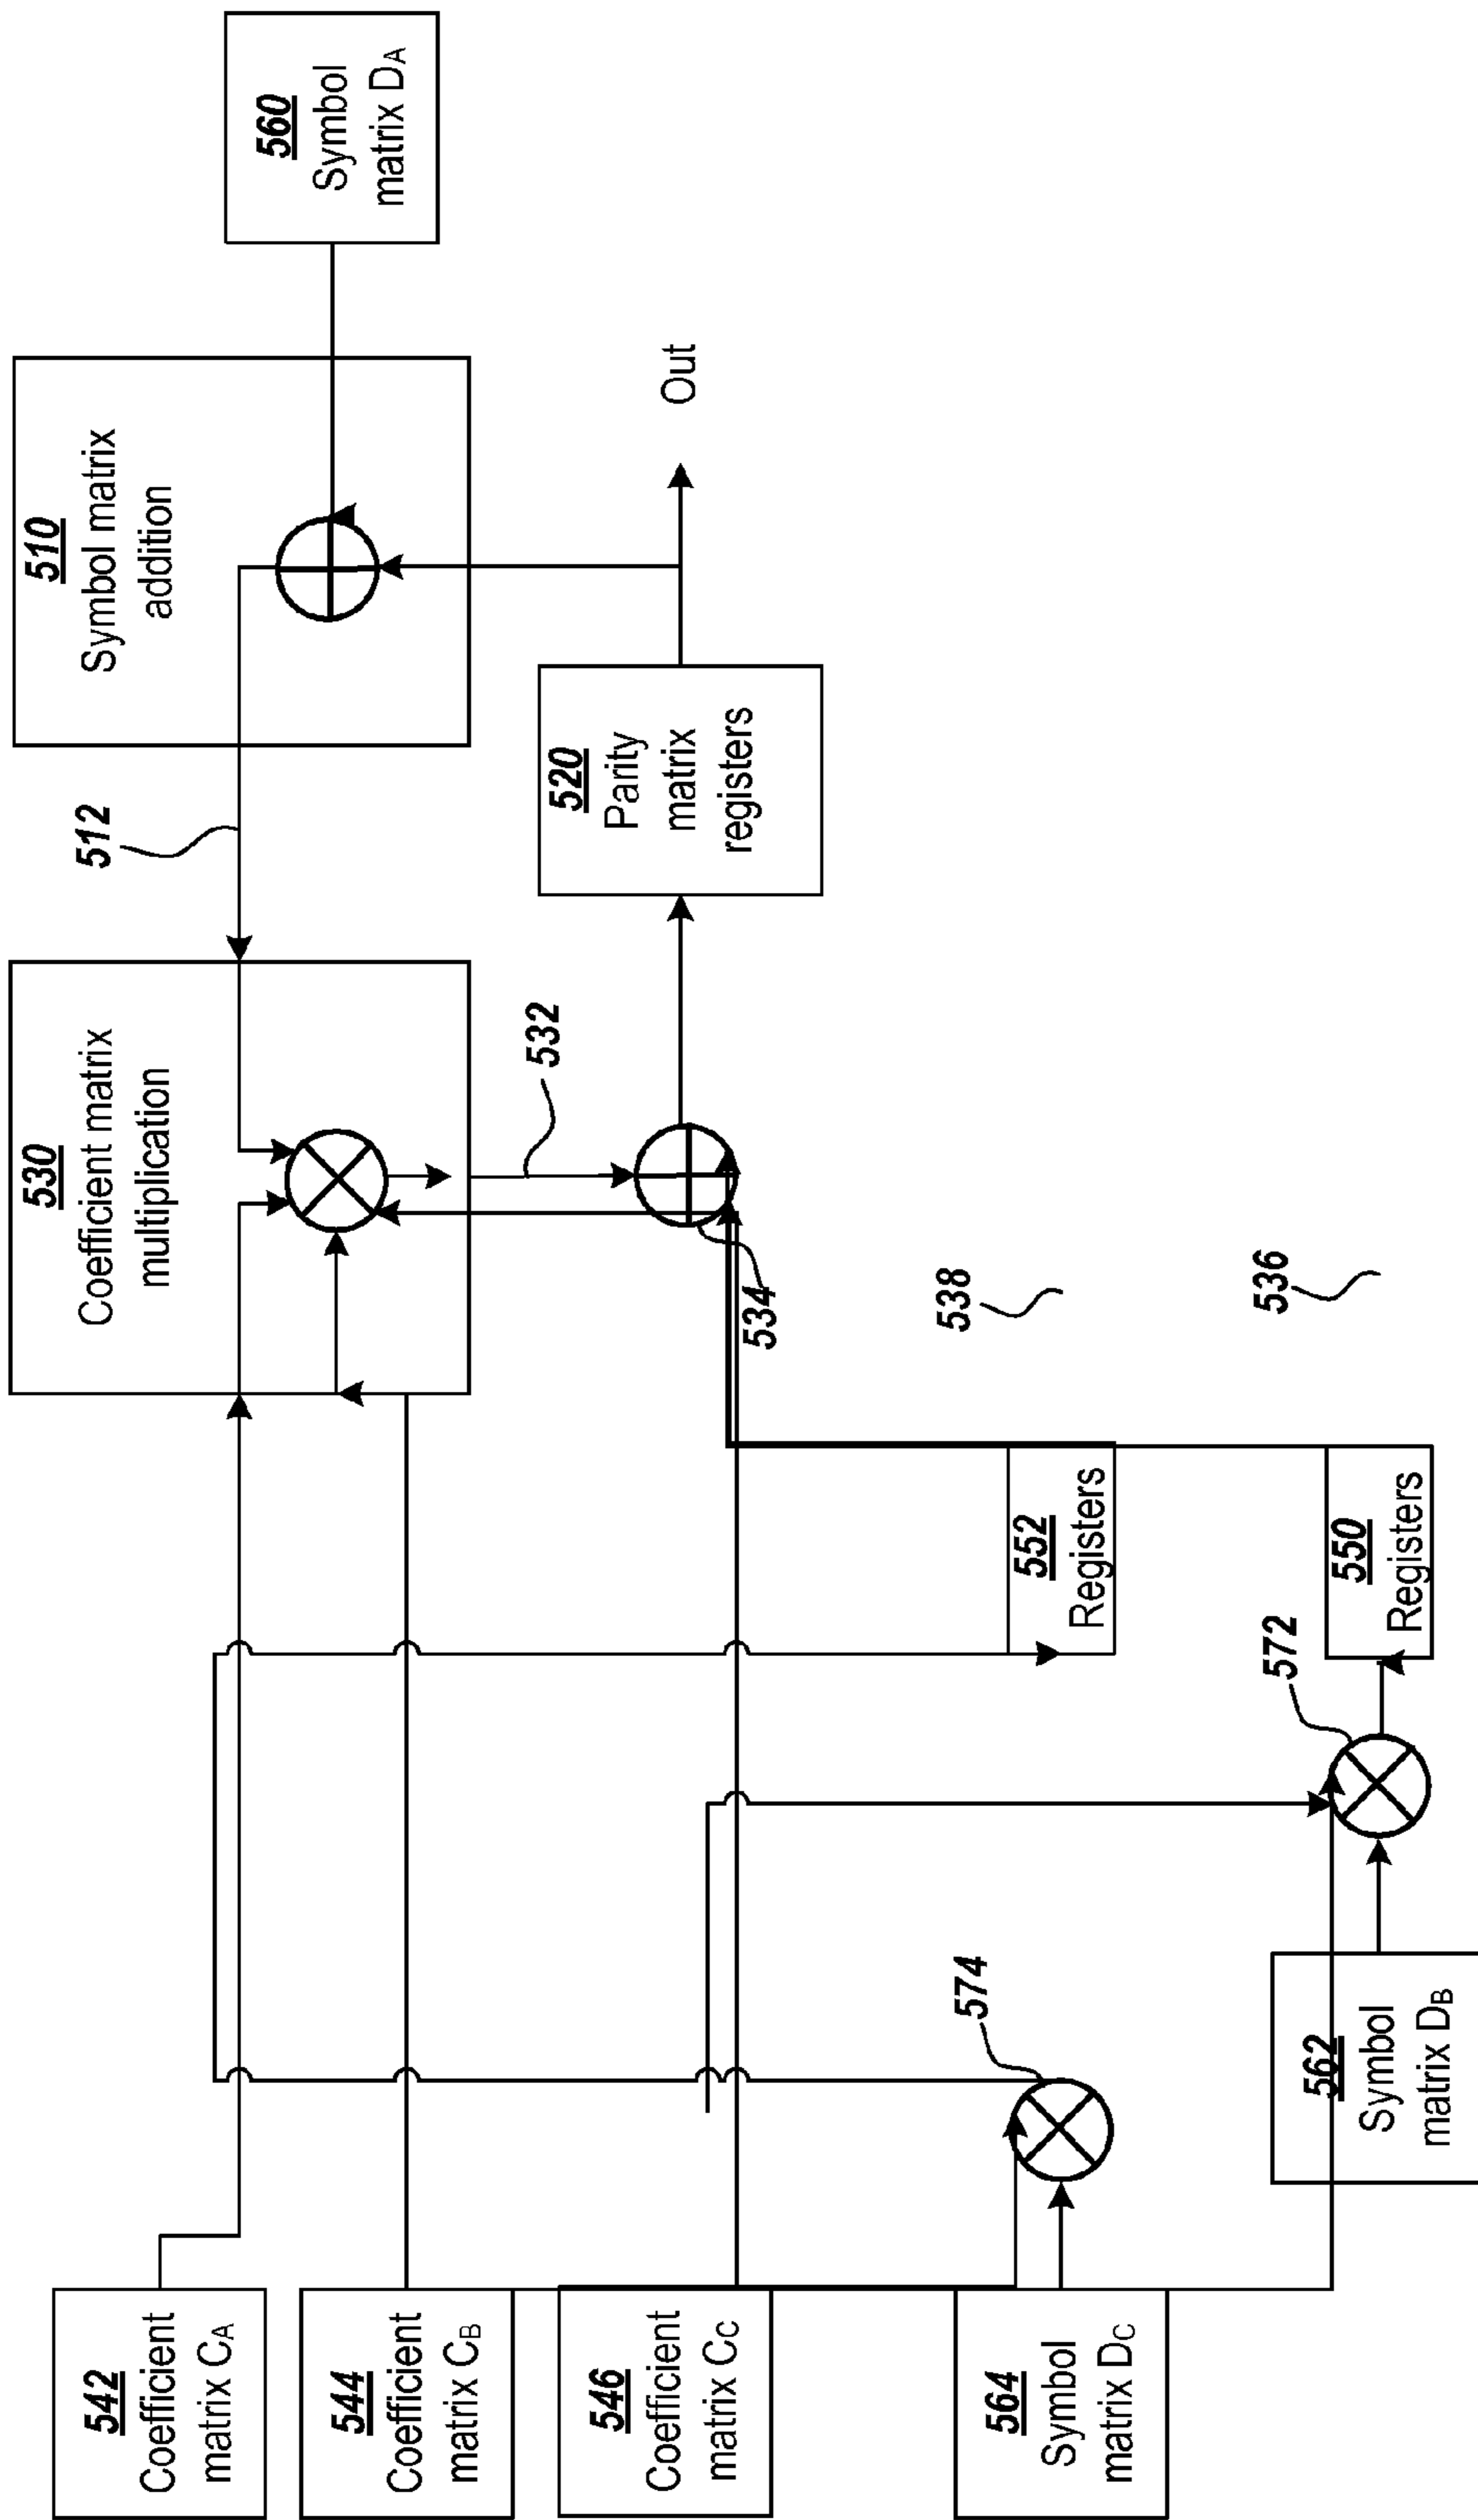 542
Coefficient
matrix CA
544
Coefficient
matrix CB
546
Coefficient
matrix CC
564
Symbol
matrix DC
562
Symbol
matrix DB
574
572
552
Registers
550
Registers
530
Coefficient matrix
multiplication
532
534
538
536
512
520
Parity
matrix
registers
510
Symbol matrix
addition
Out
560
Symbol
matrix DA